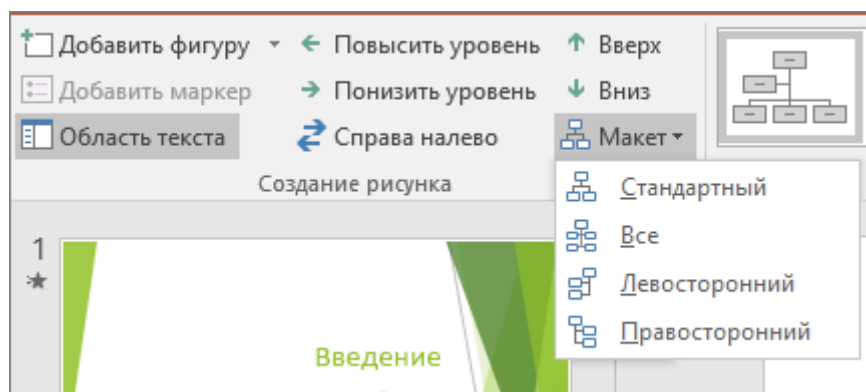 Добавить фигуру
Повысить уровень
Вверх
Добавить маркер
Понизить уровень
Вниз
Область текста
Справа налево
Макет
Создание рисунка
Стандартный
Все
Левосторонний
Правосторонний
1
Введение